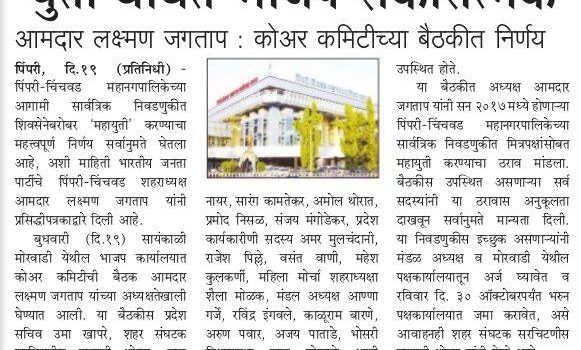 आमदार लक्ष्मण जगताप : कोअर कमिटीच्या बैठकीत निर्णय
पिंपरी, दि.१९ (प्रतिनिधी) -
पिंपरी-चिंचवड महानगरपालिकेच्या
आगामी सार्वत्रिक निवडणुकीत
शिवसेनेबरोबर 'महायुती' करण्याचा
महत्त्वपूर्ण निर्णय सर्वानुमते घेतला
आहे, अशी माहिती भारतीय जनता
पार्टीचे पिंपरी-चिंचवड शहराध्यक्ष
आमदार लक्ष्मण जगताप यांनी
प्रसिद्धीपत्रकाद्वारे दिली आहे.
बुधवारी (दि.१९) सायंकाळी
मोरवाडी येथील भाजप कार्यालयात
कोअर कमिटीची बैठक आमदार
लक्ष्मण जगताप यांच्या अध्यक्षतेखाली
घेण्यात आली. या बैठकीस प्रदेश
सचिव उमा खापरे, शहर संघटक
नायर, सारंग कामतेकर, अमोल थोरात,
प्रमोद निसळ, संजय मंगोडेकर, प्रदेश
कार्यकारीणी सदस्य अमर मुलचंदानी,
राजेश पिल्ले, वसंत वाणी, महेश
कुलकर्णी, महिला मोर्चा शहराध्यक्षा
शैला मोळक, मंडल अध्यक्ष आण्णा
गर्जे, रविंद्र इंगवले, काळूराम बारणे,
अरुण पवार, अजय पाताडे, भोसरी
उपस्थित होते.
या बैठकीत अध्यक्ष आमदार
जगताप यांनी सन २०१७ मध्ये होणाऱ्या
पिंपरी-चिंचवड महानगरपालिकेच्या
सार्वत्रिक निवडणुकीत मित्रपक्षांसोबत
महायुती करण्याचा ठराव मांडला.
बैठकीस उपस्थित असणाऱ्या सर्व
सदस्यांनी या ठरावास अनुकूलता
दाखवून सर्वानुमते मान्यता दिली.
या निवडणुकीस इच्छुक असणाऱ्यांनी
मंडळ अध्यक्ष व मोरवाडी येथील
पक्षकार्यालयातून अर्ज घ्यावेत व
रविवार दि. ३० ऑक्टोबरपर्यंत भरुन
पक्षकार्यालयात जमा करावेत, असे
आवाहनही शहर संघटक सरचिटणीस